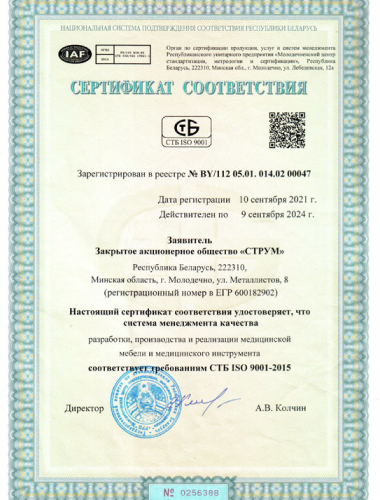 НАЦИОНАЛЬНАЯ СИСТЕМА ПОДТВЕРЖДЕНИЯ СООТВЕТСТВИЯ РЕСПУБЛИКИ БЕЛАРУСЬ
IAF
Орган по сертификации продукции, услуг и систем менеджмента
Республиканского унитарного предприятия «Молодечненский центр
стандартизации, метрологии и сертификации», Республика
Беларусь, 222310, Минская обл., г. Молодечно, ул. Лебедевская, 12а
СЕРТИФИКАТ СООТВЕТСТВИЯ
СТБ
СТБ ISO 9001
Зарегистрирован в реестре № BY/112 05.01. 014.02 00047
Дата регистрации 10 сентября 2021 г.
Действителен по 9 сентября 2024 г.
Заявитель
Закрытое акционерное общество «СТРУМ»
Республика Беларусь, 222310,
Минская область, г. Молодечно, ул. Металлистов, 8
(регистрационный номер в ЕГР 600182902)
Настоящий сертификат соответствия удостоверяет, что
система менеджмента качества
разработки, производства и реализации медицинской
мебели и медицинского инструмента
соответствует требованиям СТБ ISO 9001-2015
Директор А.В. Колчин
№ 0256388